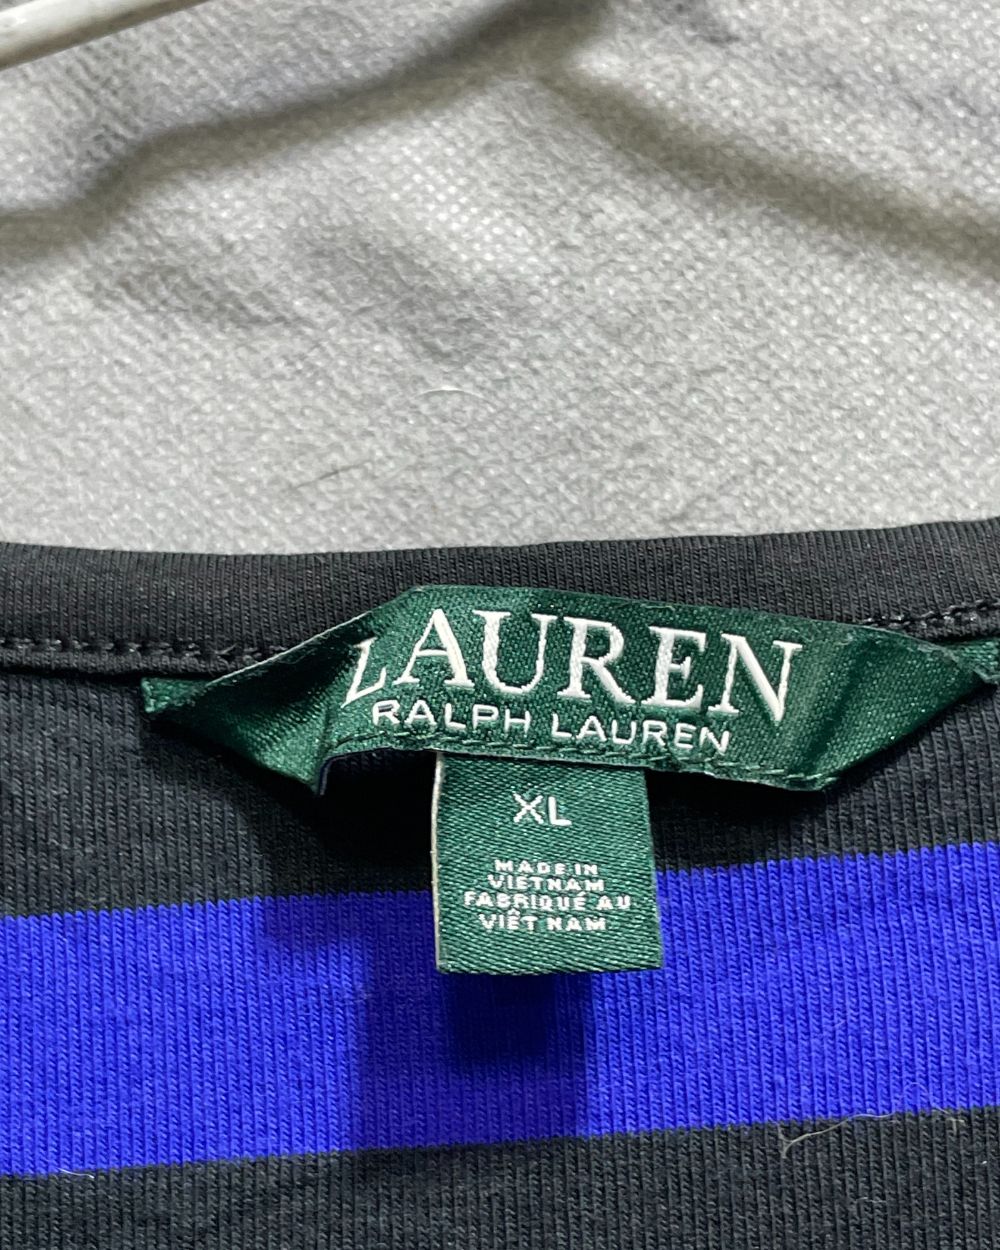 LAUREN
RALPH LAUREN
XL
MADE IN
VIETNAM
FABRIQUÉ AU
VIÊT NAM